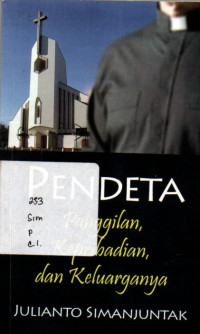 PENDETA
253
Sim
P
c.1.
Panggilan,
Kepribadian,
dan Keluarganya
JULIANTO SIMANJUNTAK